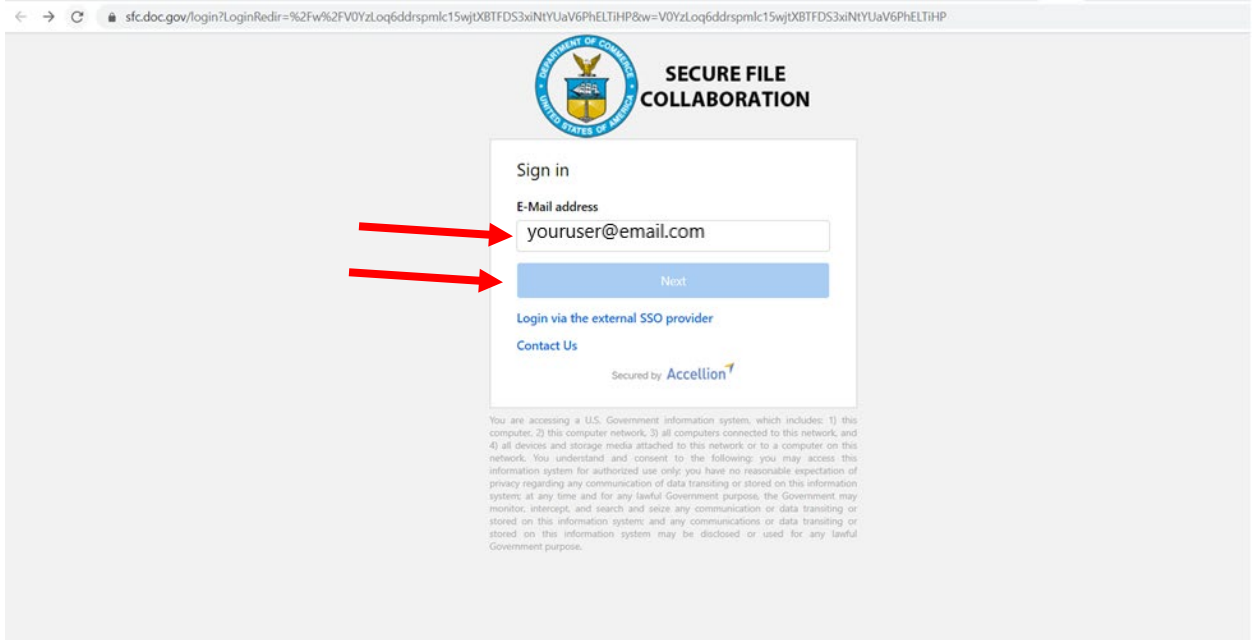 sfc.doc.gov/login?LoginRedir=%2Fw%2FV0YzLoq6ddrspmlc15wjtXBTFDS3xiNtYUaV6PhELTiHP&w=V0YzLoq6ddrspmlc15wjtXBTFDS3xiNtYUaV6PhELTiHP
DEPARTMENT OF COMMERCE
UNITED STATES OF AMERICA
SECURE FILE
COLLABORATION
Sign in
E-Mail address
youruser@email.com
Next
Login via the external SSO provider
Contact Us
Secured by Accellion
You are accessing a U.S. Government information system, which includes: 1) this
computer, 2) this computer network, 3) all computers connected to this network, and
4) all devices and storage media attached to this network or to a computer on this
network. You understand and consent to the following: you may access this
information system for authorized use only; you have no reasonable expectation of
privacy regarding any communication of data transiting or stored on this information
system; at any time and for any lawful Government purpose, the Government may
monitor, intercept, and search and seize any communication or data transiting or
stored on this information system; and any communications or data transiting or
stored on this information system may be disclosed or used for any lawful
Government purpose.